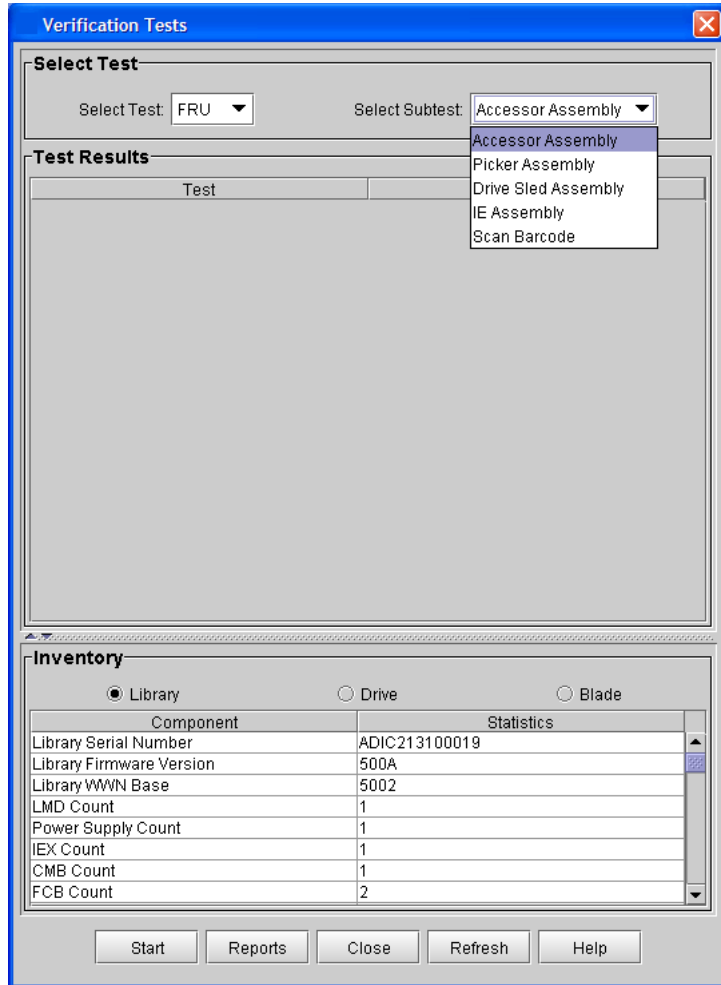 Verification Tests
Select Test
Select Test: FRU
Select Subtest: Accessor Assembly
Accessor Assembly
Picker Assembly
Drive Sled Assembly
IE Assembly
Scan Barcode
Test Results
Test
Inventory
Library Drive Blade
Component Statistics
Library Serial Number ADIC213100019
Library Firmware Version 500A
Library WWN Base 5002
LMD Count 1
Power Supply Count 1
IEX Count 1
CMB Count 1
FCB Count 2
Start Reports Close Refresh Help